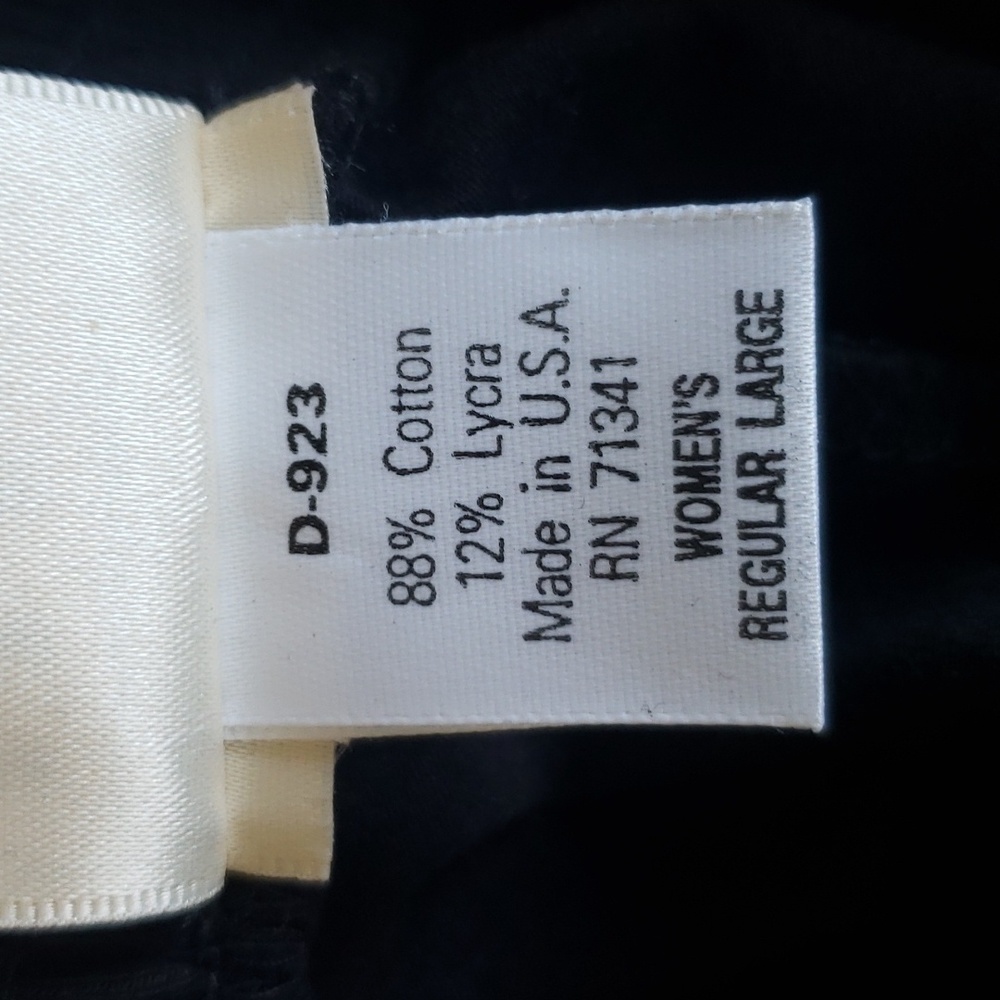 D-923
88% Cotton
12% Lycra
Made in U.S.A.
RN 71341
WOMEN'S
REGULAR LARGE